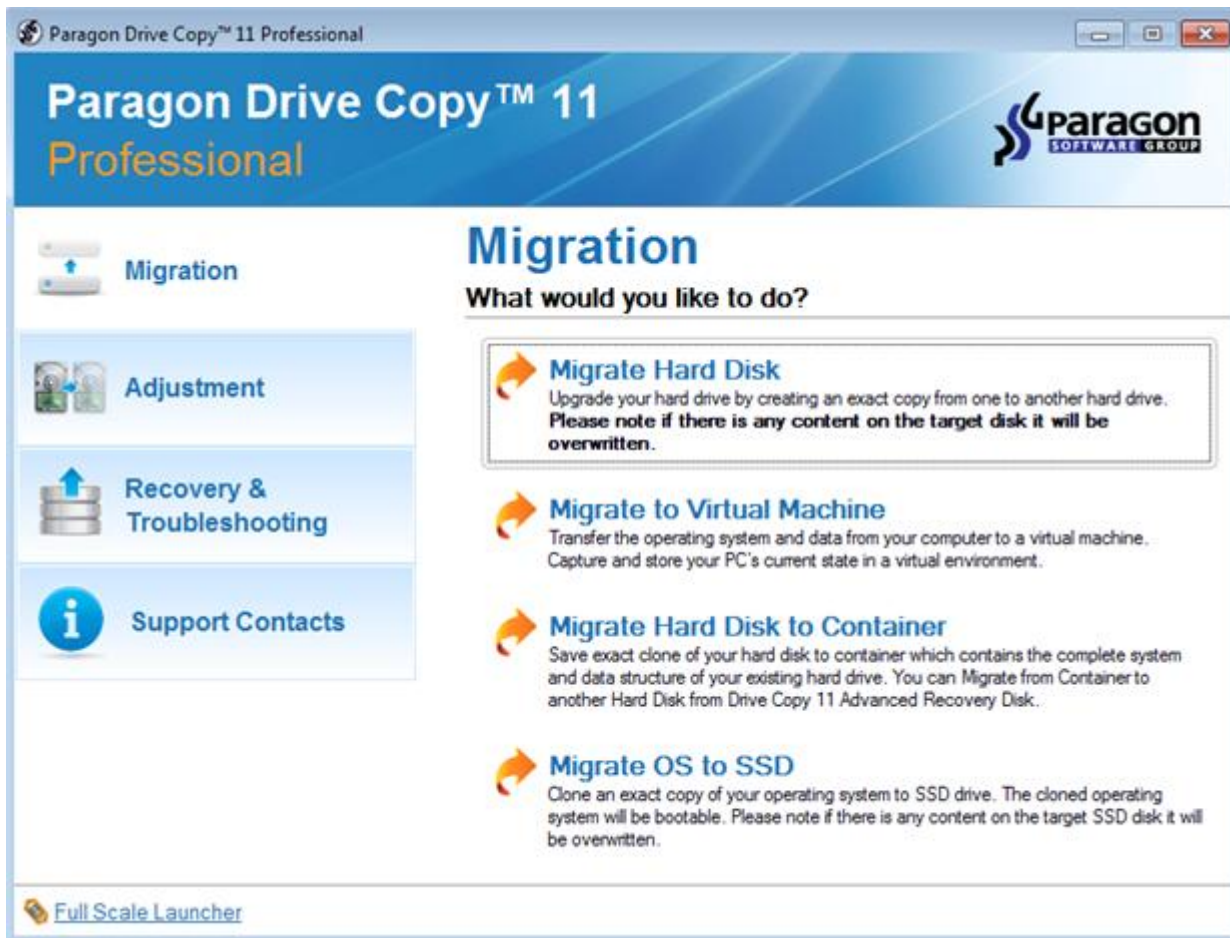 Paragon Drive Copy™ 11 Professional
Paragon Drive Copy™ 11
Professional
Paragon
SOFTWARE GROUP
Migration
Adjustment
Recovery &
Troubleshooting
Support Contacts
Migration
What would you like to do?
Migrate Hard Disk
Upgrade your hard drive by creating an exact copy from one to another hard drive.
Please note if there is any content on the target disk it will be
overwritten.
Migrate to Virtual Machine
Transfer the operating system and data from your computer to a virtual machine.
Capture and store your PC's current state in a virtual environment.
Migrate Hard Disk to Container
Save exact clone of your hard disk to container which contains the complete system
and data structure of your existing hard drive. You can Migrate from Container to
another Hard Disk from Drive Copy 11 Advanced Recovery Disk.
Migrate OS to SSD
Clone an exact copy of your operating system to SSD drive. The cloned operating
system will be bootable. Please note if there is any content on the target SSD disk it will
be overwritten.
Full Scale Launcher